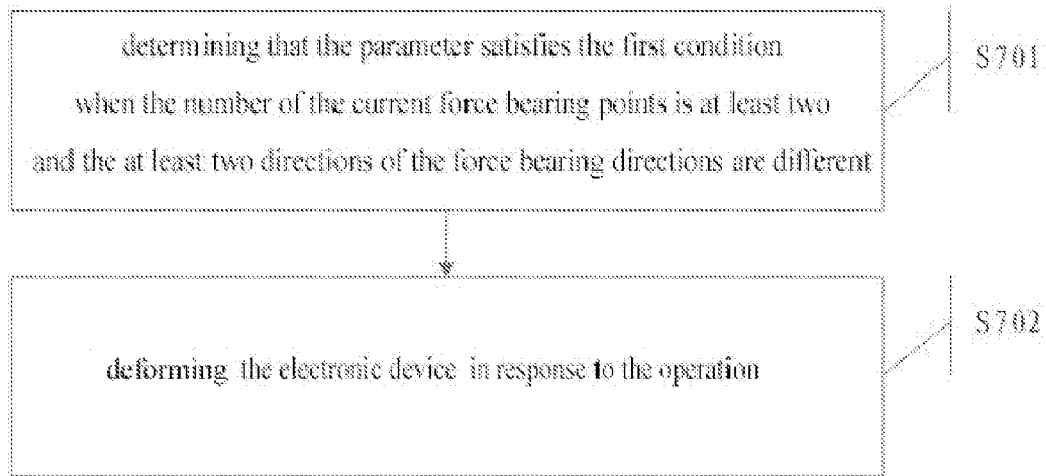 determining that the parameter satisfies the first condition
when the number of the current force bearing points is at least two
and the at least two directions of the force bearing directions are different
S701
deforming the electronic device in response to the operation
S702